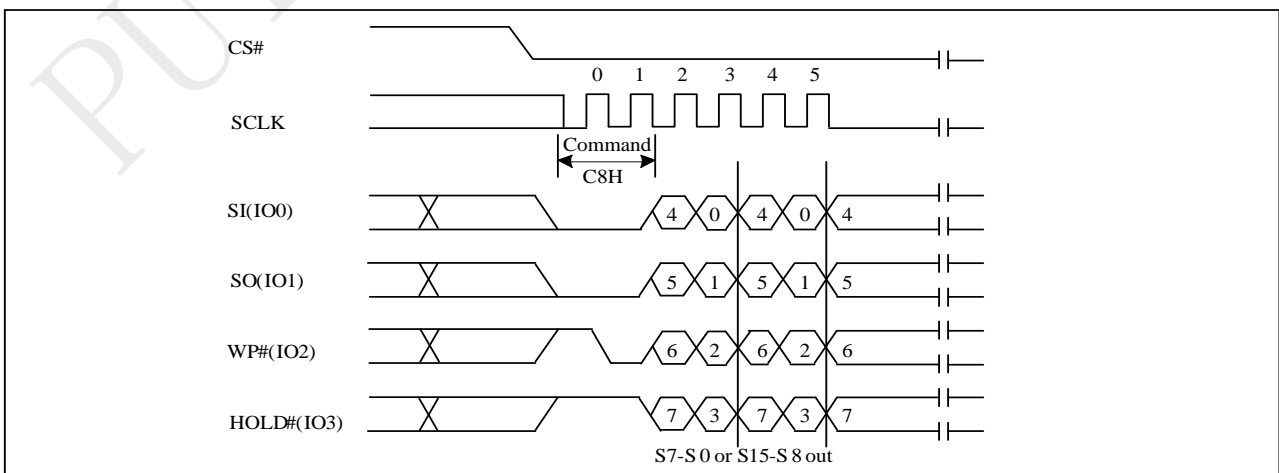 PU
CS#
0 1 2 3 4 5
SCLK
Command
C8H
SI(IO0)
4 0 4 0 4
SO(IO1)
5 1 5 1 5
WP#(IO2)
6 2 6 2 6
HOLD#(IO3)
7 3 7 3 7
S7-S 0 or S15-S 8 out